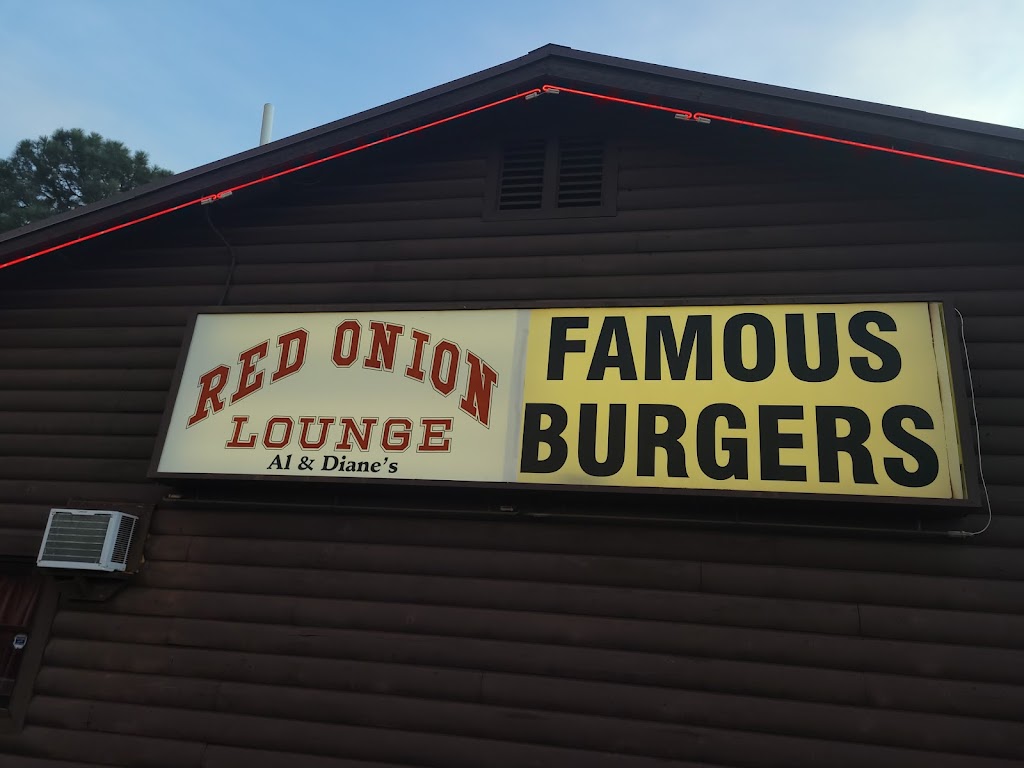 RED ONION
LOUNGE
Al & Diane's
FAMOUS
BURGERS